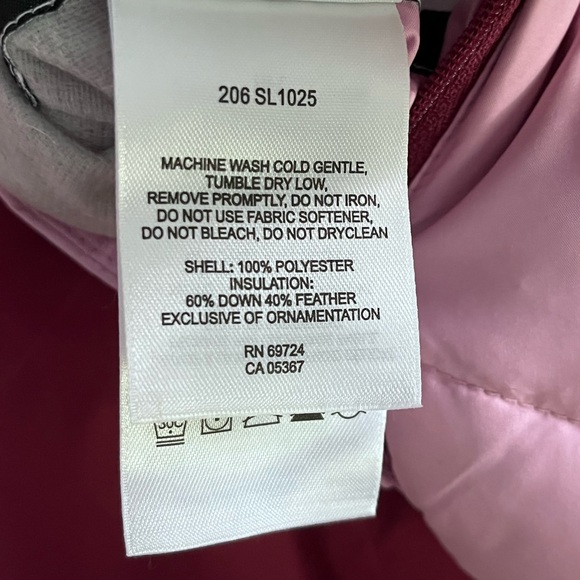 206 SL1025
MACHINE WASH COLD GENTLE,
TUMBLE DRY LOW,
REMOVE PROMPTLY, DO NOT IRON,
DO NOT USE FABRIC SOFTENER,
DO NOT BLEACH, DO NOT DRYCLEAN
SHELL: 100% POLYESTER
INSULATION:
60% DOWN 40% FEATHER
EXCLUSIVE OF ORNAMENTATION
RN 69724
CA 05367
30C